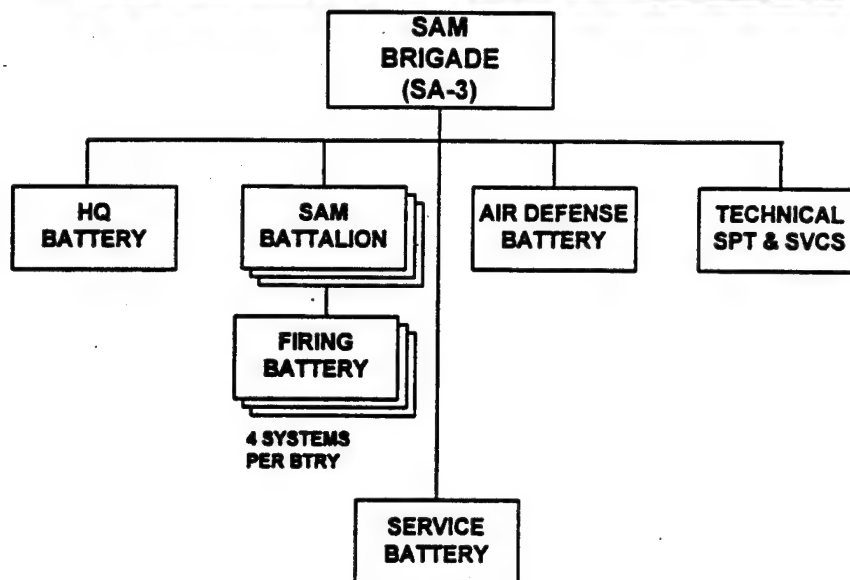 SAM
BRIGADE
(SA-3)
HQ
BATTERY
SAM
BATTALION
AIR DEFENSE
BATTERY
TECHNICAL
SPT & SVCS
FIRING
BATTERY
4 SYSTEMS
PER BTRY
SERVICE
BATTERY